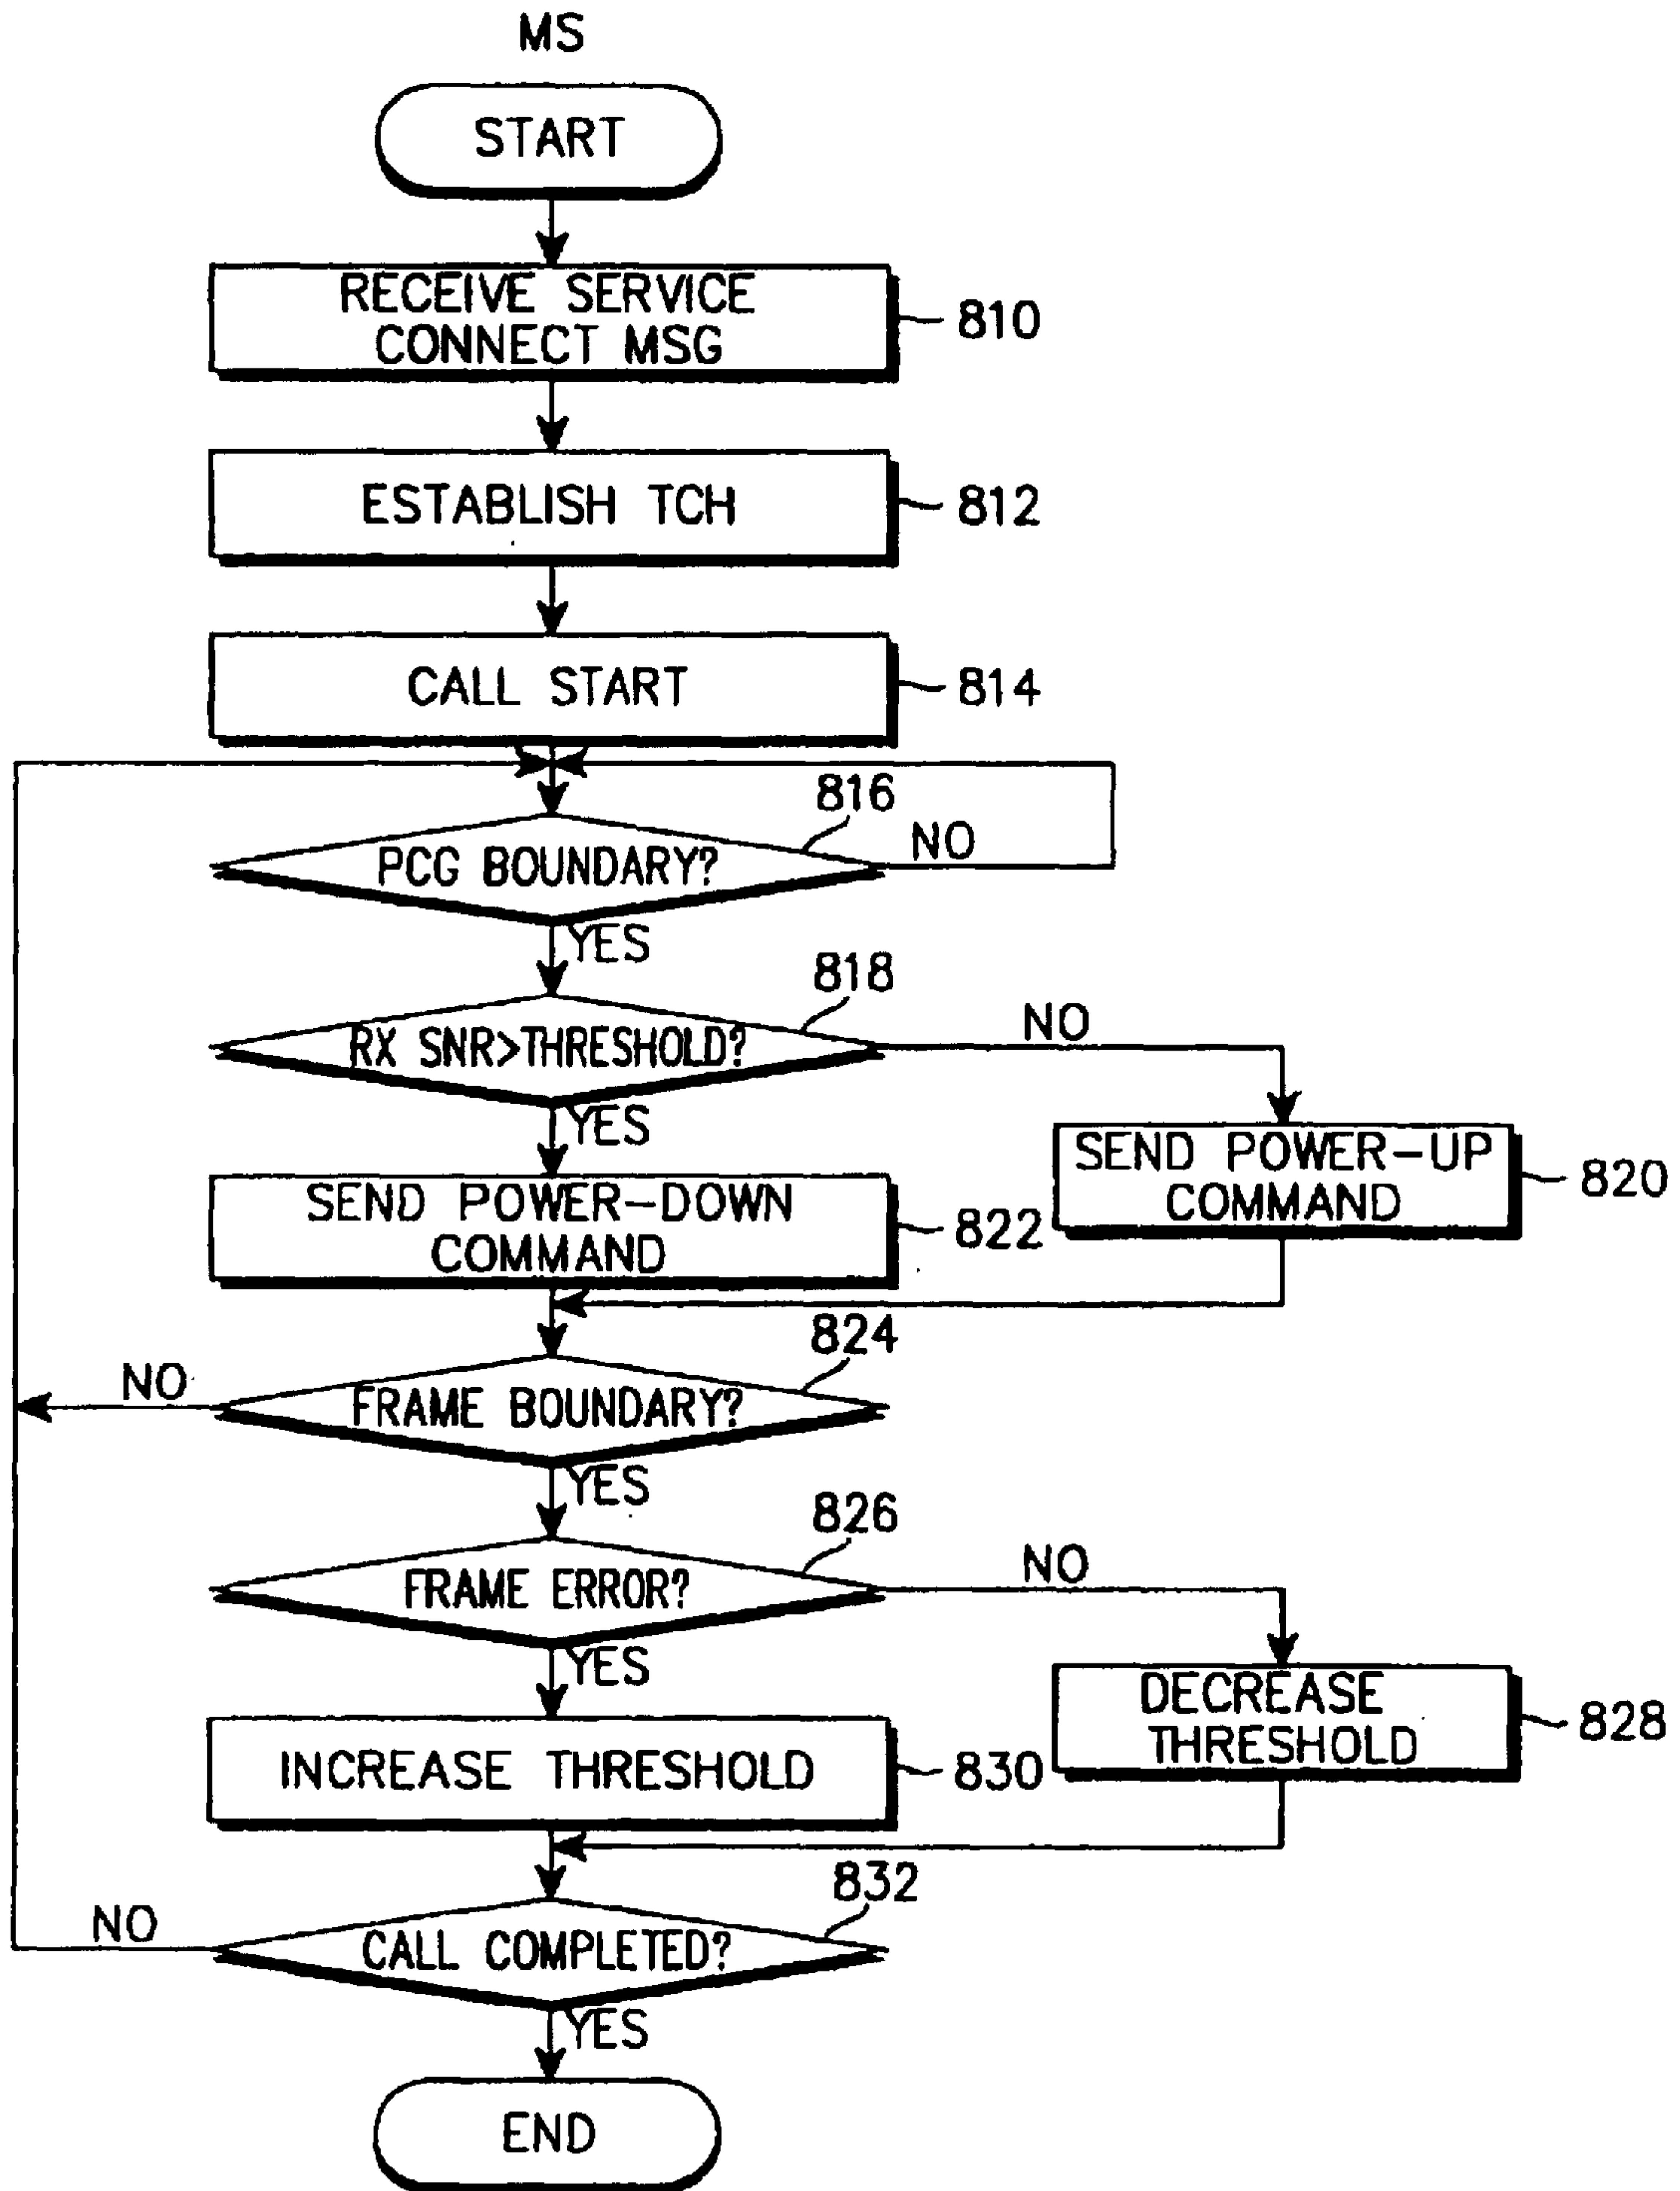 MS
START
RECEIVE SERVICE
CONNECT MSG
810
ESTABLISH TCH
812
CALL START
814
816
PCG BOUNDARY?
NO
YES
818
RX SNR>THRESHOLD?
NO
YES
SEND POWER-UP
COMMAND
820
SEND POWER-DOWN
COMMAND
822
824
NO
FRAME BOUNDARY?
YES
826
FRAME ERROR?
NO
YES
DECREASE
THRESHOLD
828
INCREASE THRESHOLD
830
832
NO
CALL COMPLETED?
YES
END